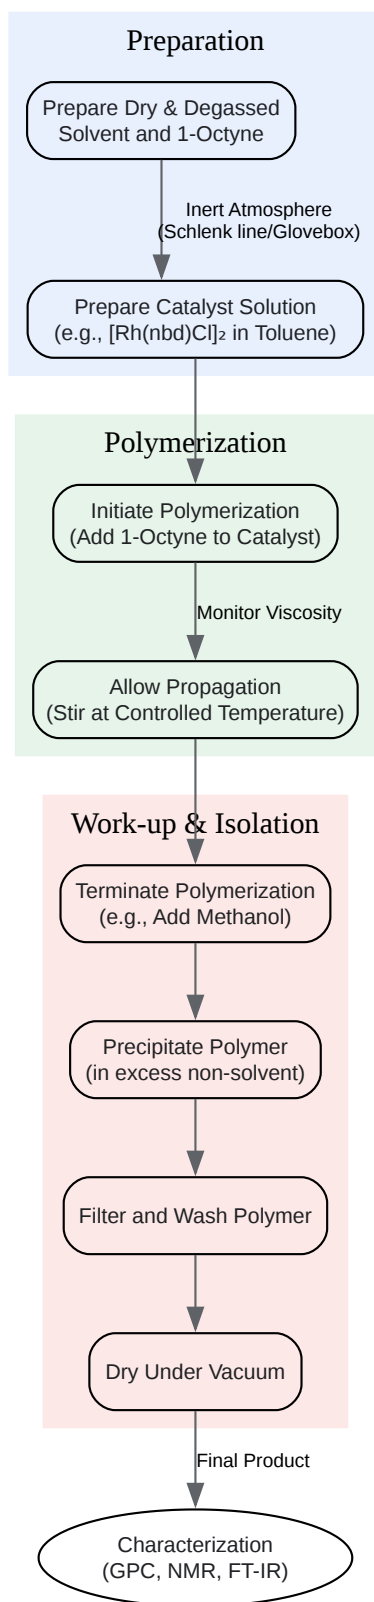 Preparation
Prepare Dry & Degassed
Solvent and 1-Octyne
Inert Atmosphere
(Schlenk line/Glovebox)
Prepare Catalyst Solution
(e.g., [Rh(nbd)Cl]₂ in Toluene)
Polymerization
Initiate Polymerization
(Add 1-Octyne to Catalyst)
Monitor Viscosity
Allow Propagation
(Stir at Controlled Temperature)
Work-up & Isolation
Terminate Polymerization
(e.g., Add Methanol)
Precipitate Polymer
(in excess non-solvent)
Filter and Wash Polymer
Dry Under Vacuum
Final Product
Characterization
(GPC, NMR, FT-IR)